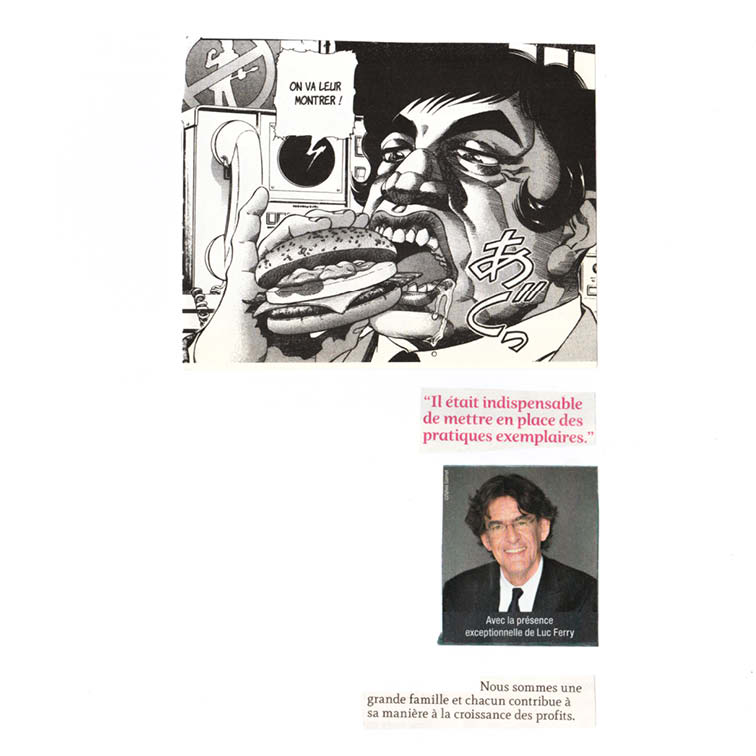 ON VA LEUR
MONTRER !
あ"
ぐっ
“Il était indispensable
de mettre en place des
pratiques exemplaires.”
Avec la présence
exceptionnelle de Luc Ferry
Nous sommes une
grande famille et chacun contribue à
sa manière à la croissance des profits.